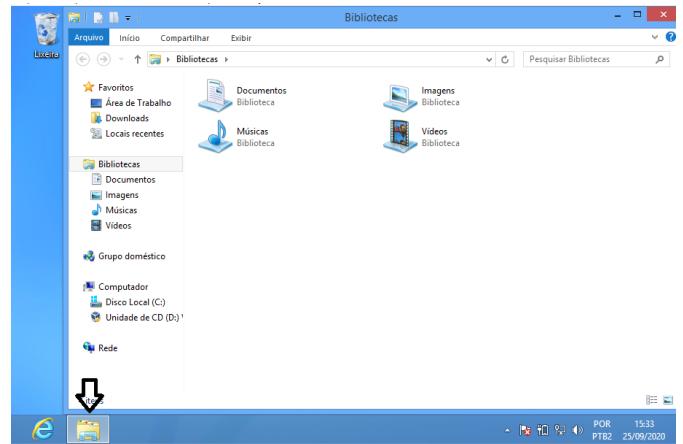 Bibliotecas
Lixeira
Arquivo Início Compartilhar Exibir
Bibliotecas
Pesquisar Bibliotecas
Favoritos
Área de Trabalho
Downloads
Locais recentes
Bibliotecas
Documentos
Imagens
Músicas
Vídeos
Grupo doméstico
Computador
Disco Local (C:)
Unidade de CD (D:)
Rede
Documentos
Biblioteca
Imagens
Biblioteca
Músicas
Biblioteca
Vídeos
Biblioteca
POR 15:33
PTB2 25/09/2020